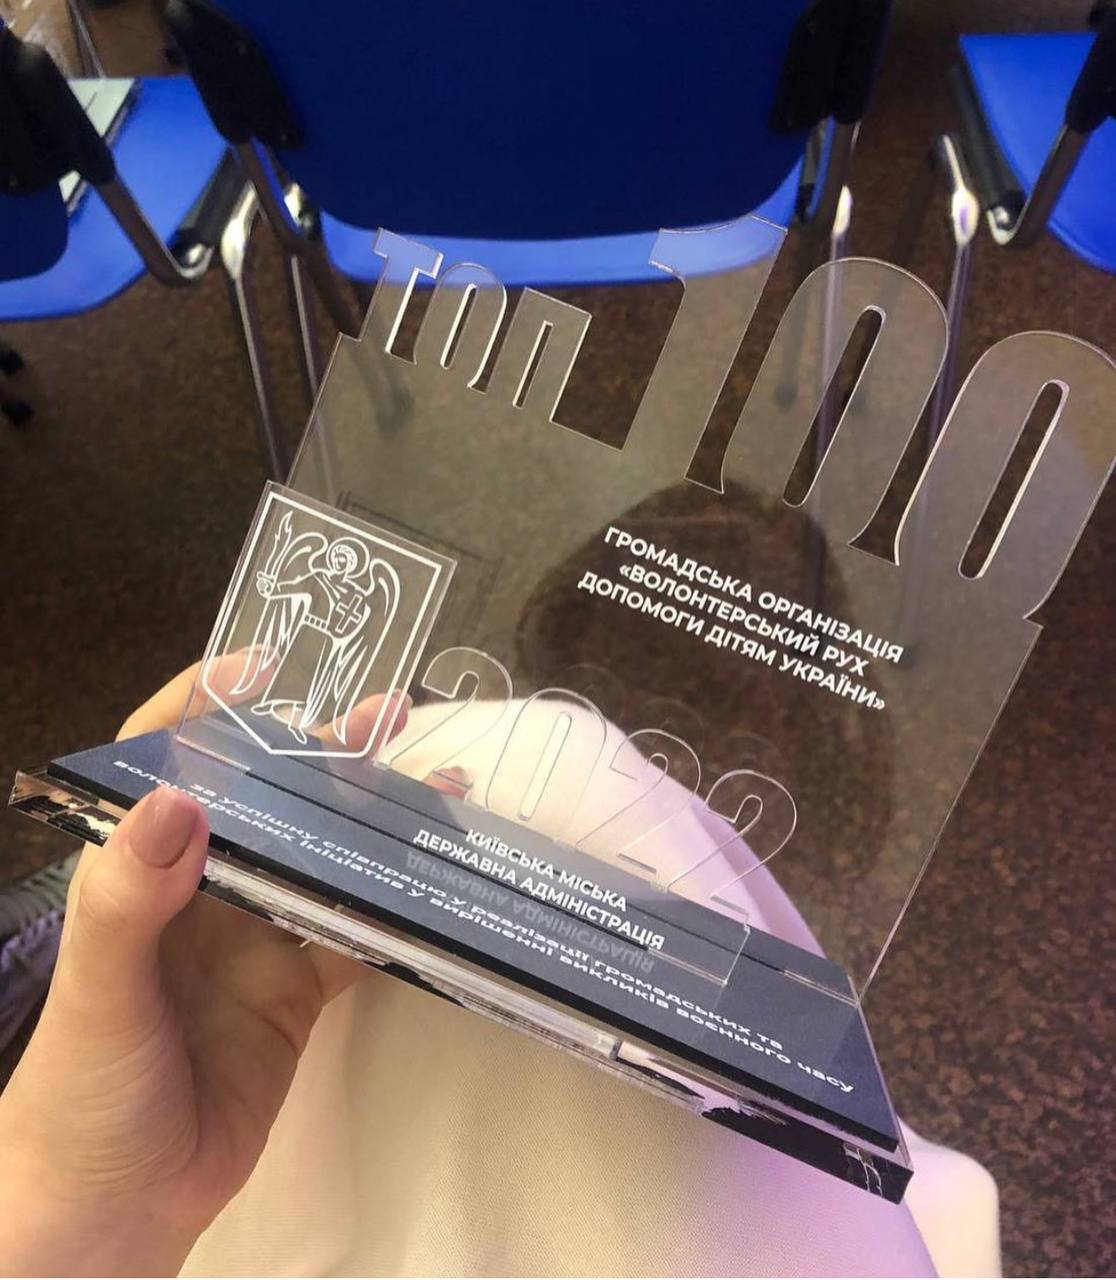 ТОП 100
ГРОМАДСЬКА ОРГАНІЗАЦІЯ
«ВОЛОНТЕРСЬКИЙ РУХ
ДОПОМОГИ ДІТЯМ УКРАЇНИ»
2022
КИЇВСЬКА МІСЬКА
ДЕРЖАВНА АДМІНІСТРАЦІЯ
за успішну співпрацю у реалізації громадських та
волонтерських ініціатив у вирішенні викликів воєнного часу